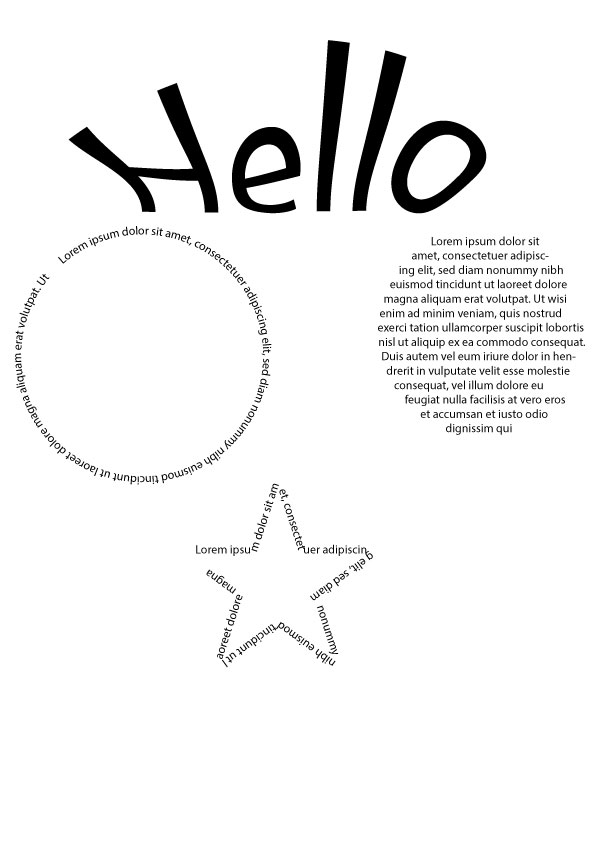 Hello
Lorem ipsum dolor sit amet, consectetuer adipiscing elit, sed diam nonummy nibh euismod tincidunt ut laoreet dolore magna aliquam erat volutpat. Ut
Lorem ipsum dolor sit
amet, consectetuer adipisc-
ing elit, sed diam nonummy nibh
euismod tincidunt ut laoreet dolore
magna aliquam erat volutpat. Ut wisi
enim ad minim veniam, quis nostrud
exerci tation ullamcorper suscipit lobortis
nisl ut aliquip ex ea commodo consequat.
Duis autem vel eum iriure dolor in hen-
drerit in vulputate velit esse molestie
consequat, vel illum dolore eu
feugiat nulla facilisis at vero eros
et accumsan et iusto odio
dignissim qui
Lorem ipsum dolor sit amet, consectetuer adipiscing elit, sed diam nonummy nibh euismod tincidunt ut laoreet dolore magna